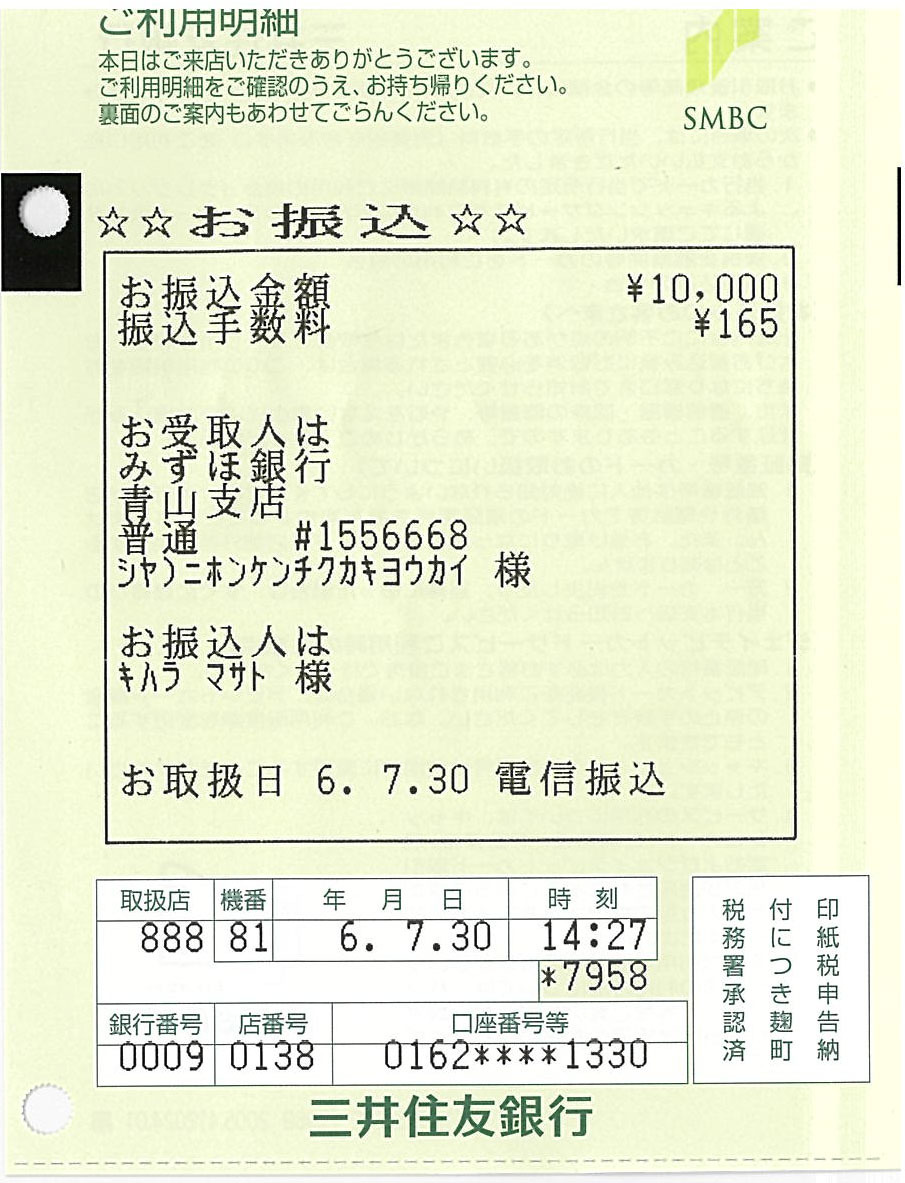 ご利用明細
本日はご来店いただきありがとうございます。
ご利用明細をご確認のうえ、お持ち帰りください。
裏面のご案内もあわせてごらんください。
SMBC
☆☆お振込☆☆
お振込金額 ¥10,000
振込手数料 ¥165
お受取人は
みずほ銀行
青山支店
普通 #1556668
シヤ)ニホンケンチクカキヨウカイ 様
お振込人は
キハラ マサト 様
お取扱日 6. 7.30 電信振込
取扱店 機番 年 月 日 時 刻
888 81 6. 7.30 14:27
*7958
銀行番号 店番号 口座番号等
0009 0138 0162****1330
印紙税申告納
付につき麹町
税務署承認済
三井住友銀行